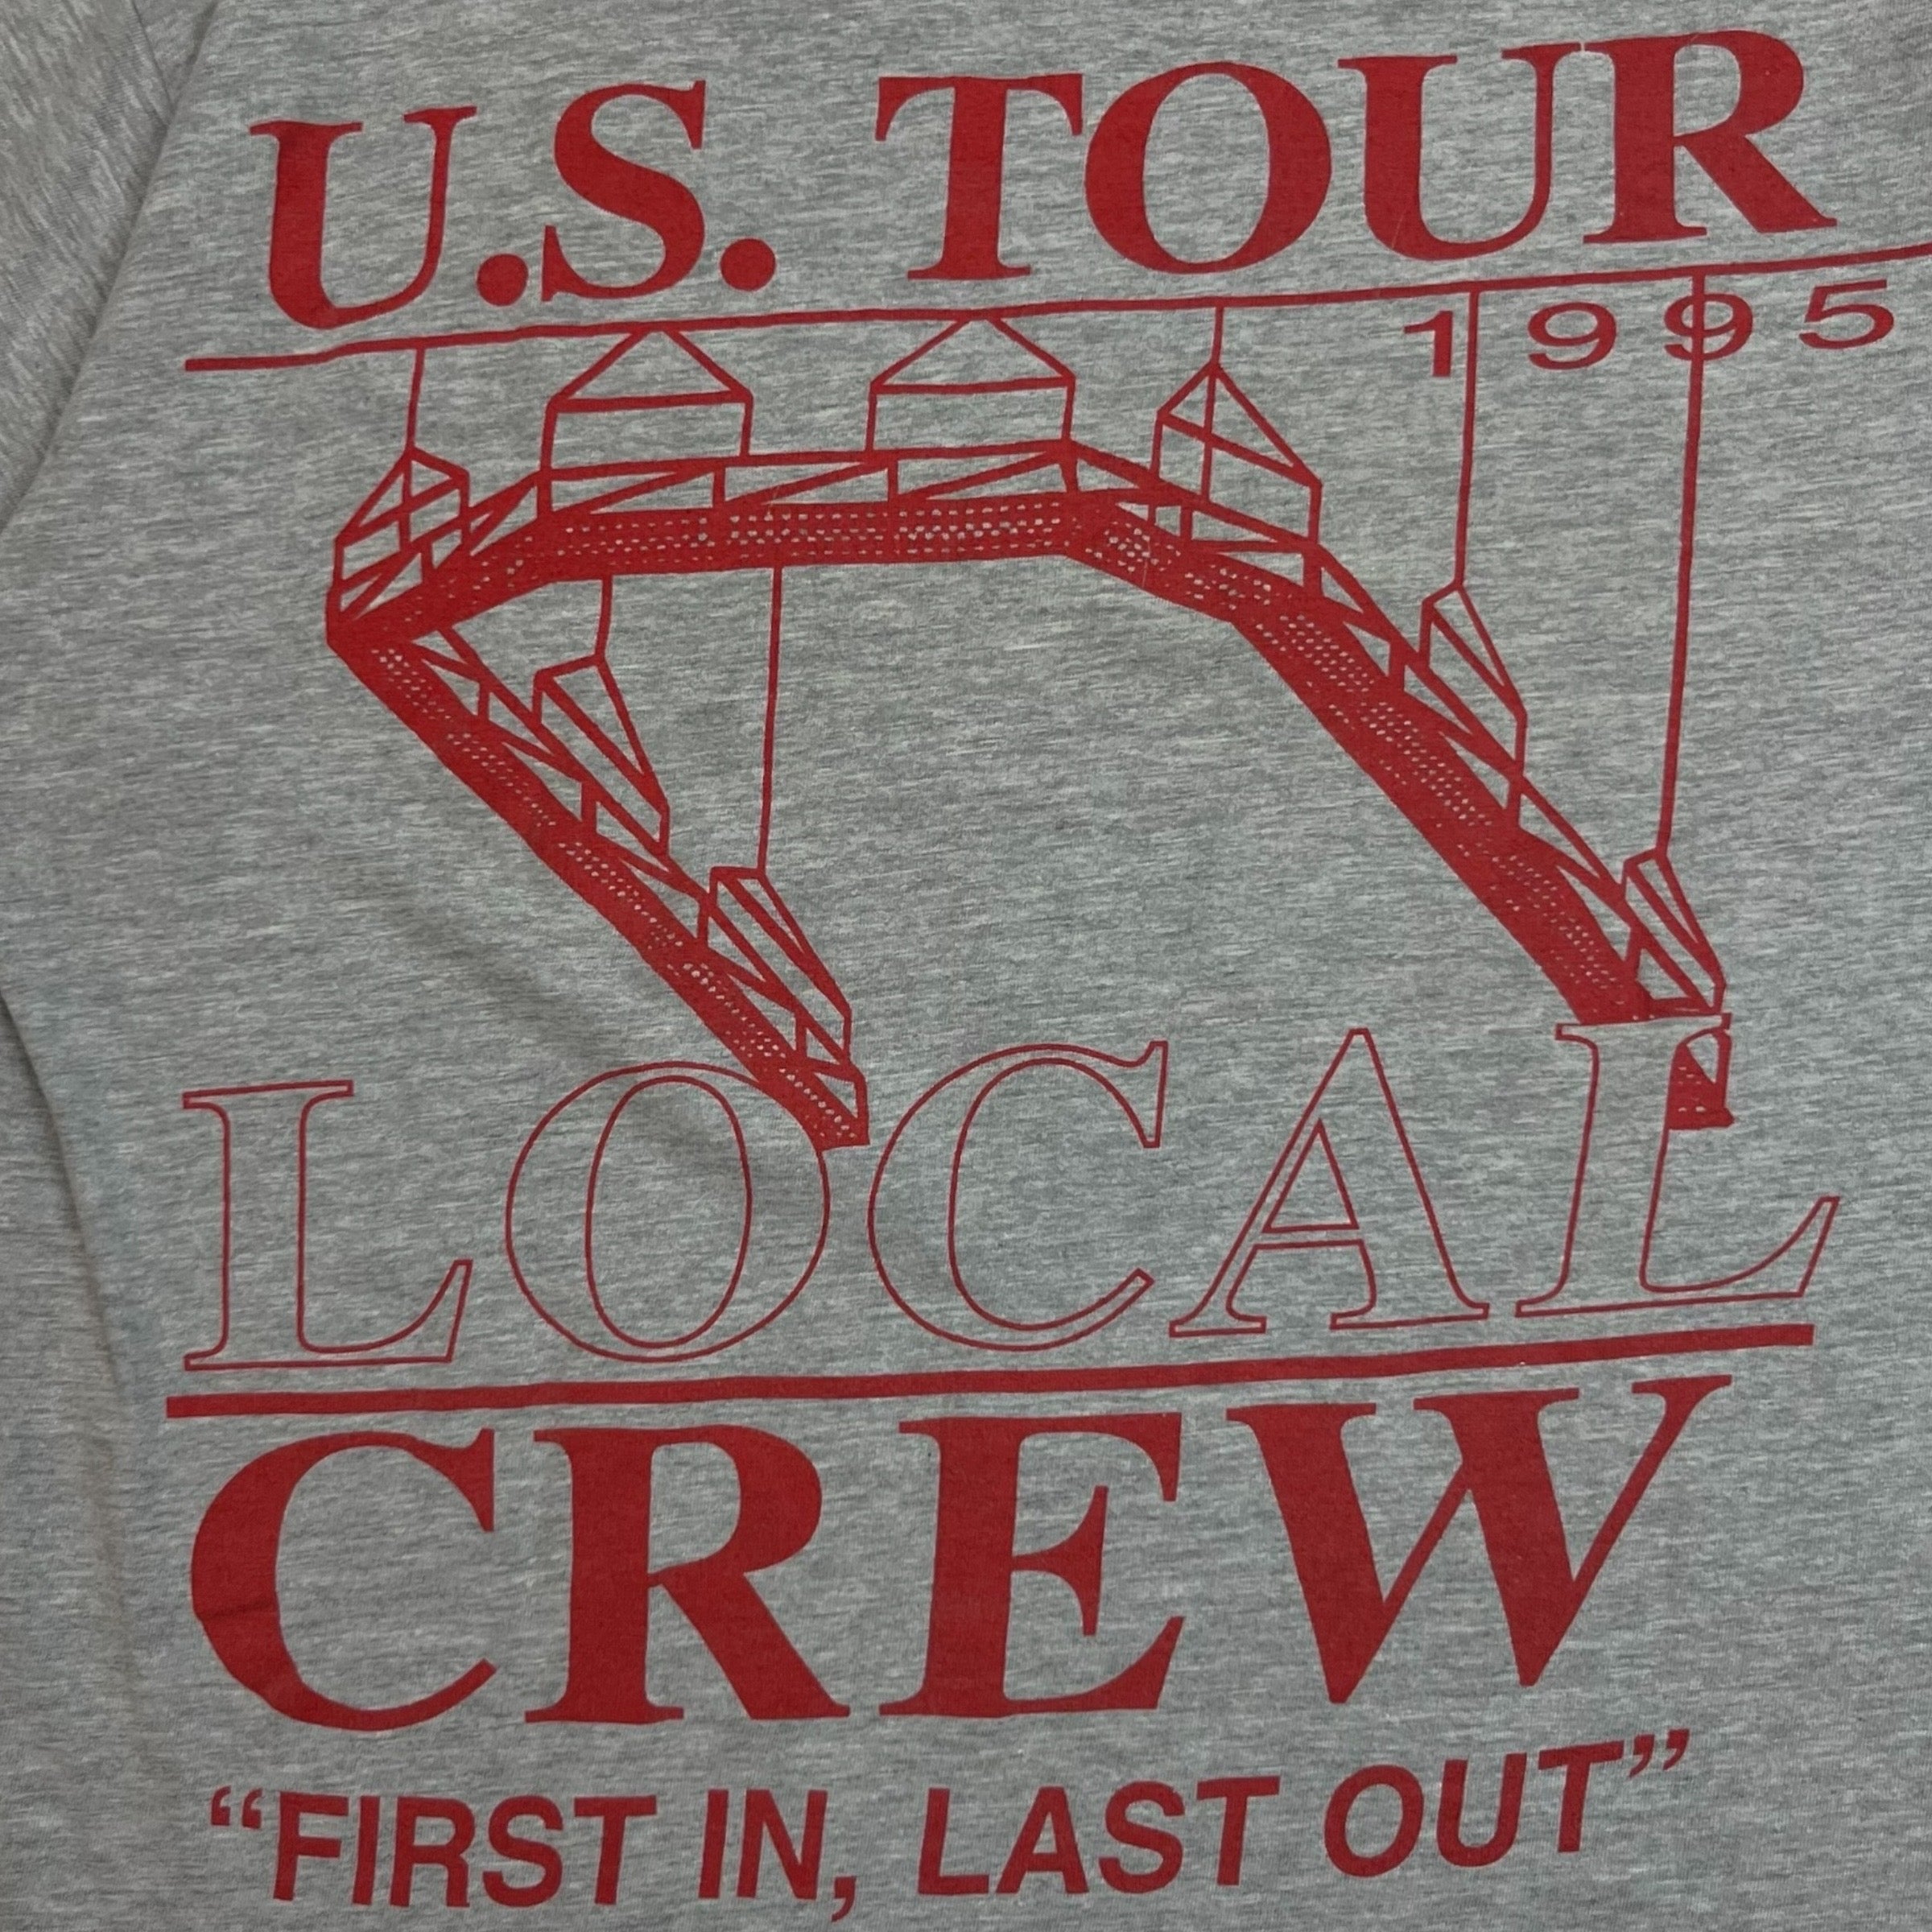 U.S. TOUR
1995
LOCAL
CREW
“FIRST IN, LAST OUT”